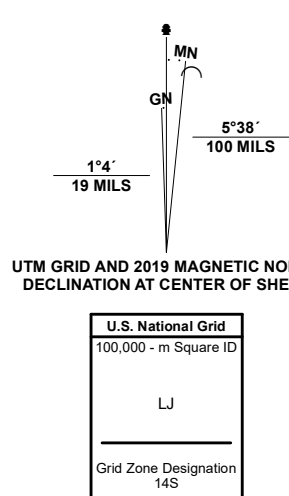 MN
GN
5°38´
100 MILS
1°4´
19 MILS
UTM GRID AND 2019 MAGNETIC NO
DECLINATION AT CENTER OF SHE
U.S. National Grid
100,000 - m Square ID
LJ
Grid Zone Designation
14S